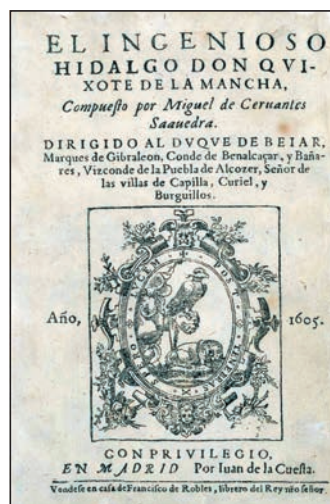 EL INGENIOSO
HIDALGO DON QVI-
XOTE DE LA MANCHA,
Compuesto por Miguel de Ceruantes
Saauedra.
DIRIGIDO AL DVQVE DE BEIAR,
Marques de Gibraleon, Conde de Benalcaçar, y Baña-
res, Vizconde de la Puebla de Alcozer, Señor de
las villas de Capilla, Curiel, y
Burguillos.
Año, 1605.
CON PRIVILEGIO,
EN MADRID Por Iuan de la Cuesta.
Vendese en casa de Francisco de Robles, librero del Rey nro señor